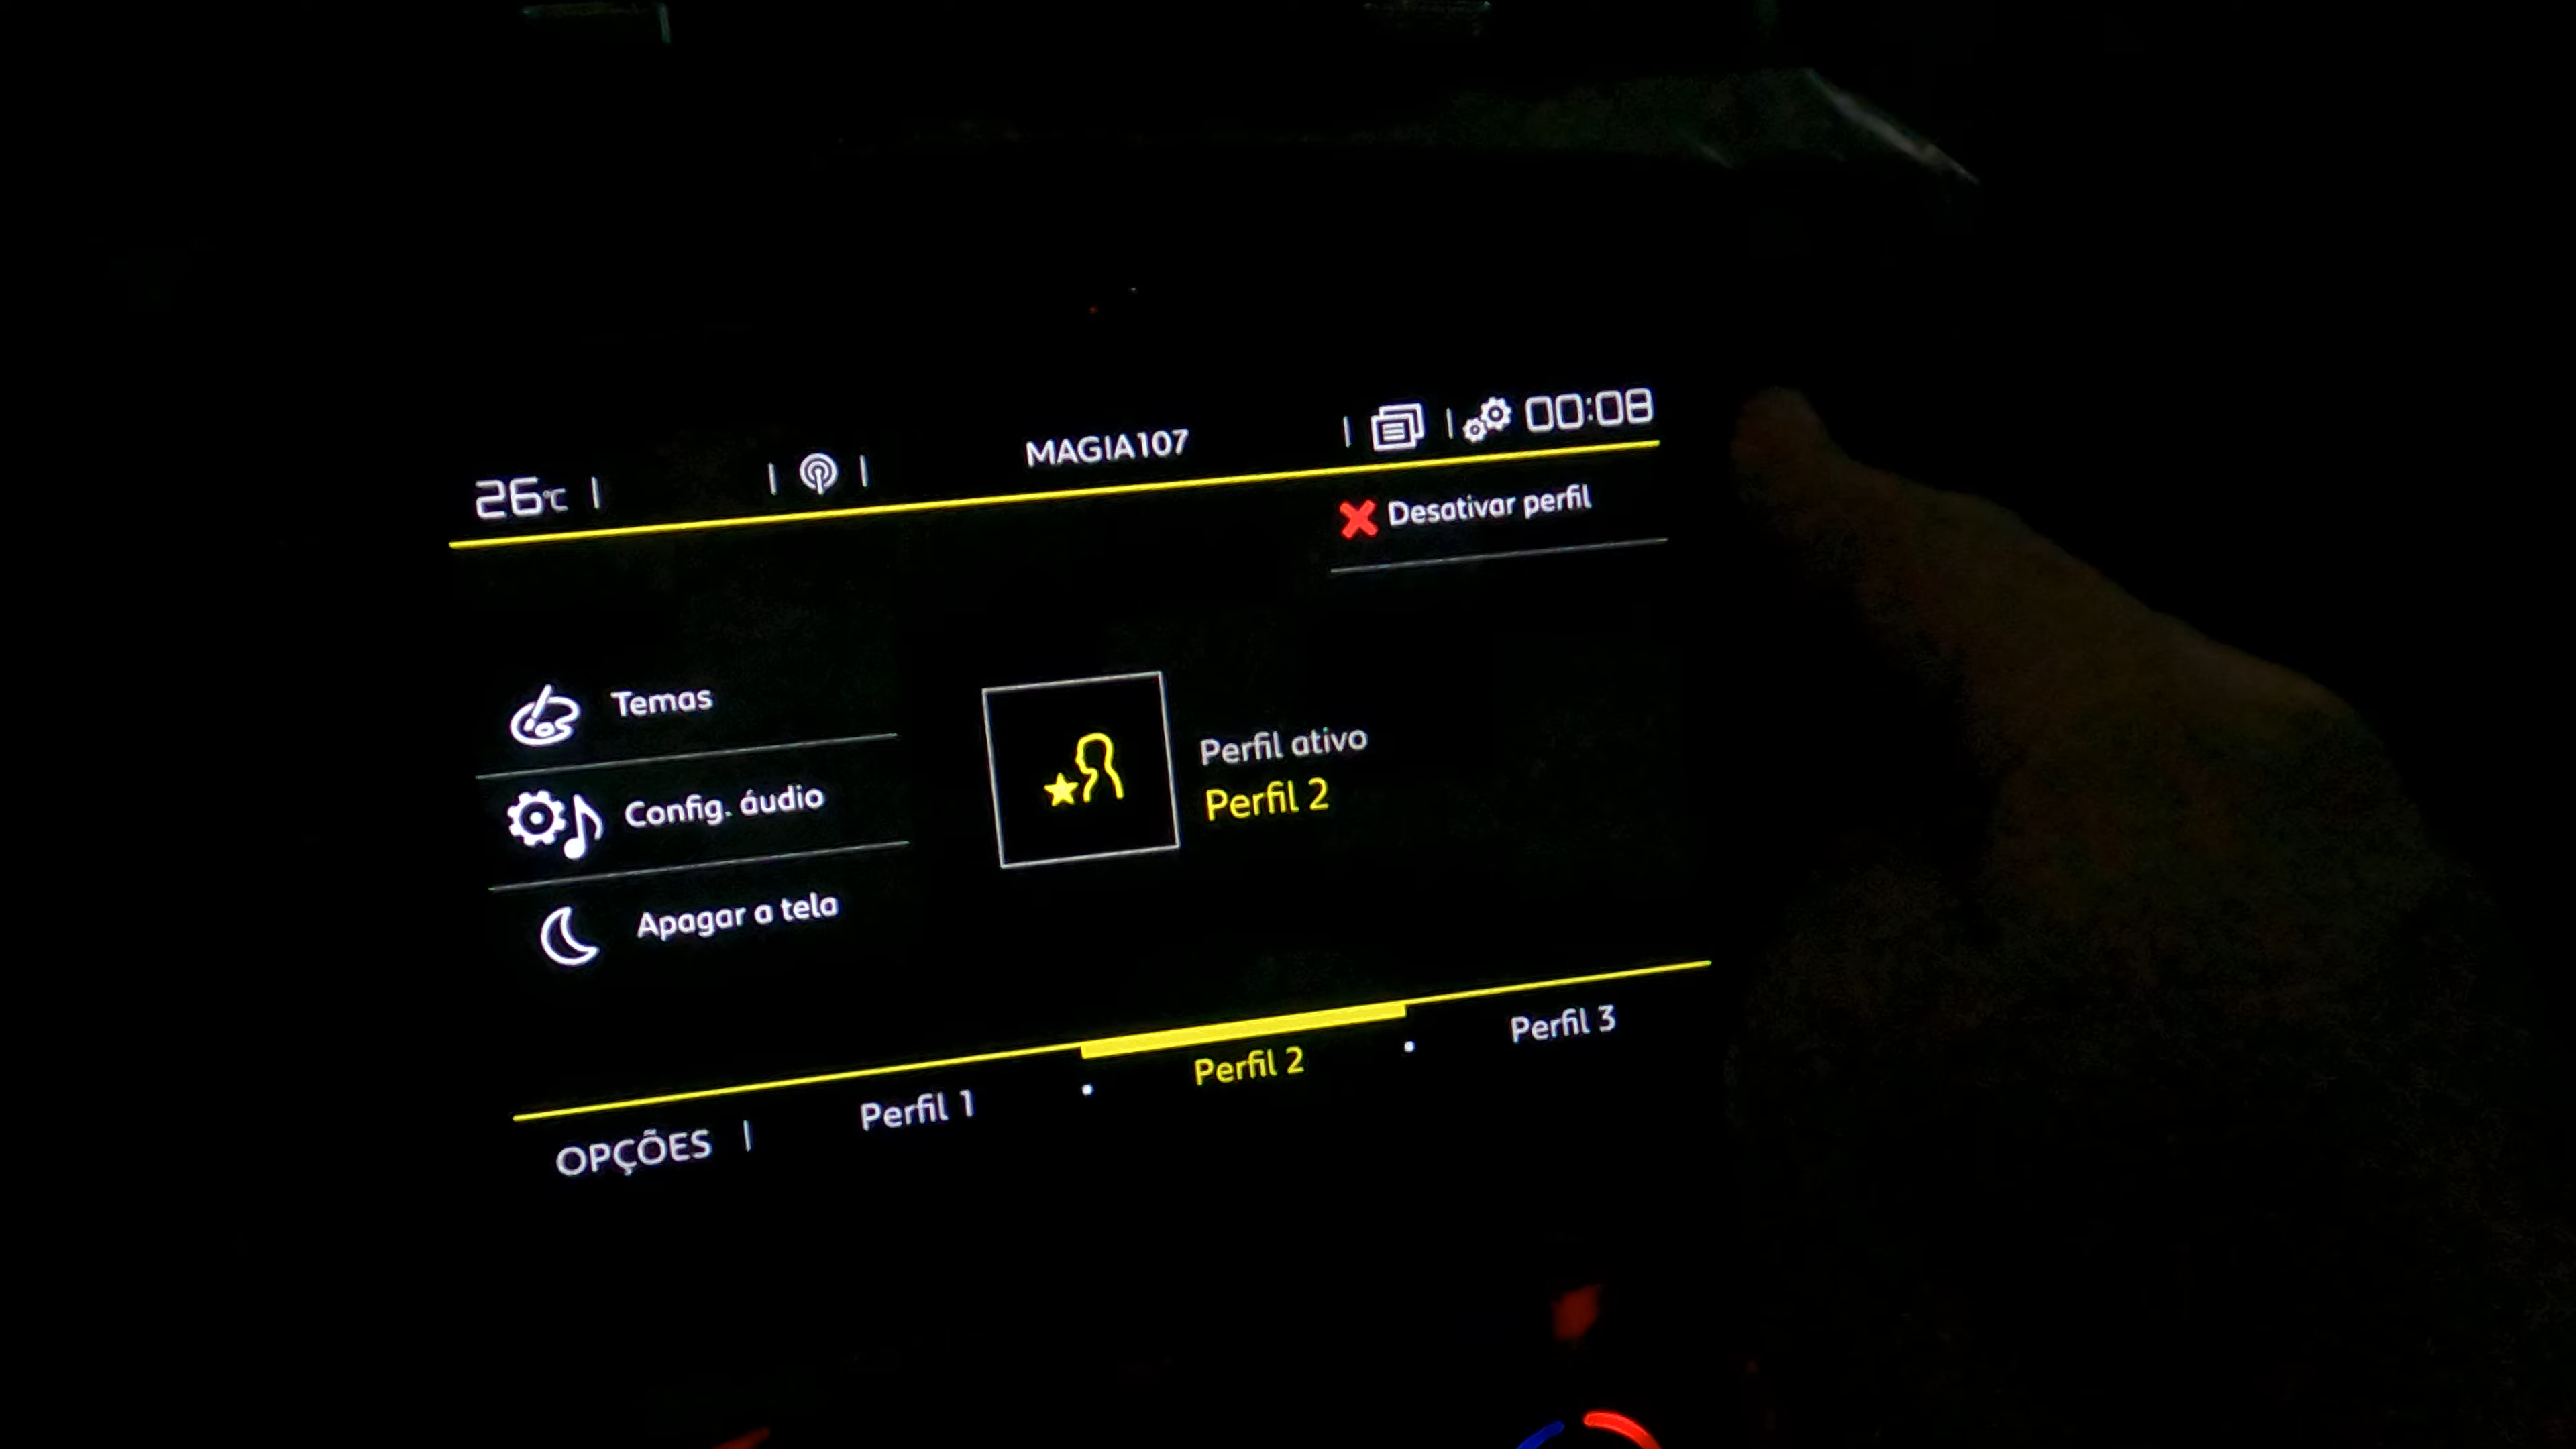 26°C | | | MAGIA107 | | 00:08
Desativar perfil
Temas
Config. áudio
Apagar a tela
Perfil ativo
Perfil 2
OPÇÕES | Perfil 1 • Perfil 2 • Perfil 3